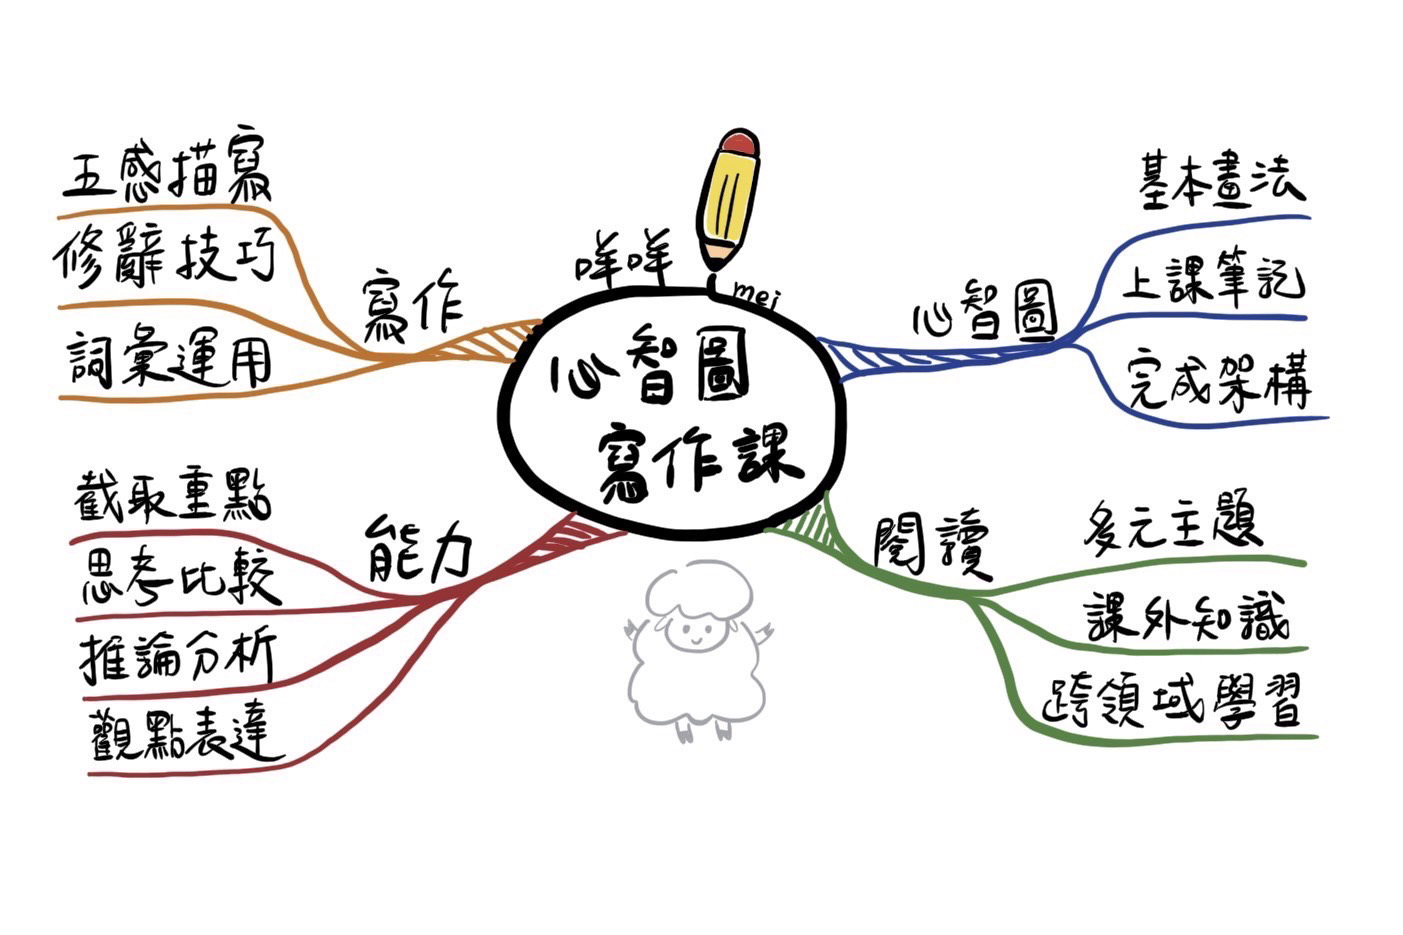 咩咩
mei
心智圖
寫作課
心智圖
基本畫法
上課筆記
完成架構
閱讀
多元主題
課外知識
跨領域學習
能力
截取重點
思考比較
推論分析
觀點表達
寫作
五感描寫
修辭技巧
詞彙運用